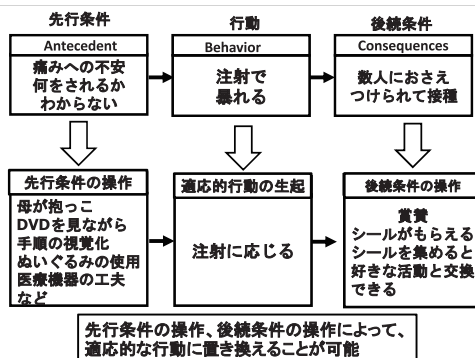 先行条件
行動
後続条件
Antecedent
痛みへの不安
何をされるか
わからない
Behavior
注射で
暴れる
Consequences
数人におさえ
つけられて接種
先行条件の操作
母が抱っこ
DVDを見ながら
手順の視覚化
ぬいぐるみの使用
医療機器の工夫
など
適応的行動の生起
注射に応じる
後続条件の操作
賞賛
シールがもらえる
シールを集めると
好きな活動と交換
できる
先行条件の操作、後続条件の操作によって、
適応的な行動に置き換えることが可能